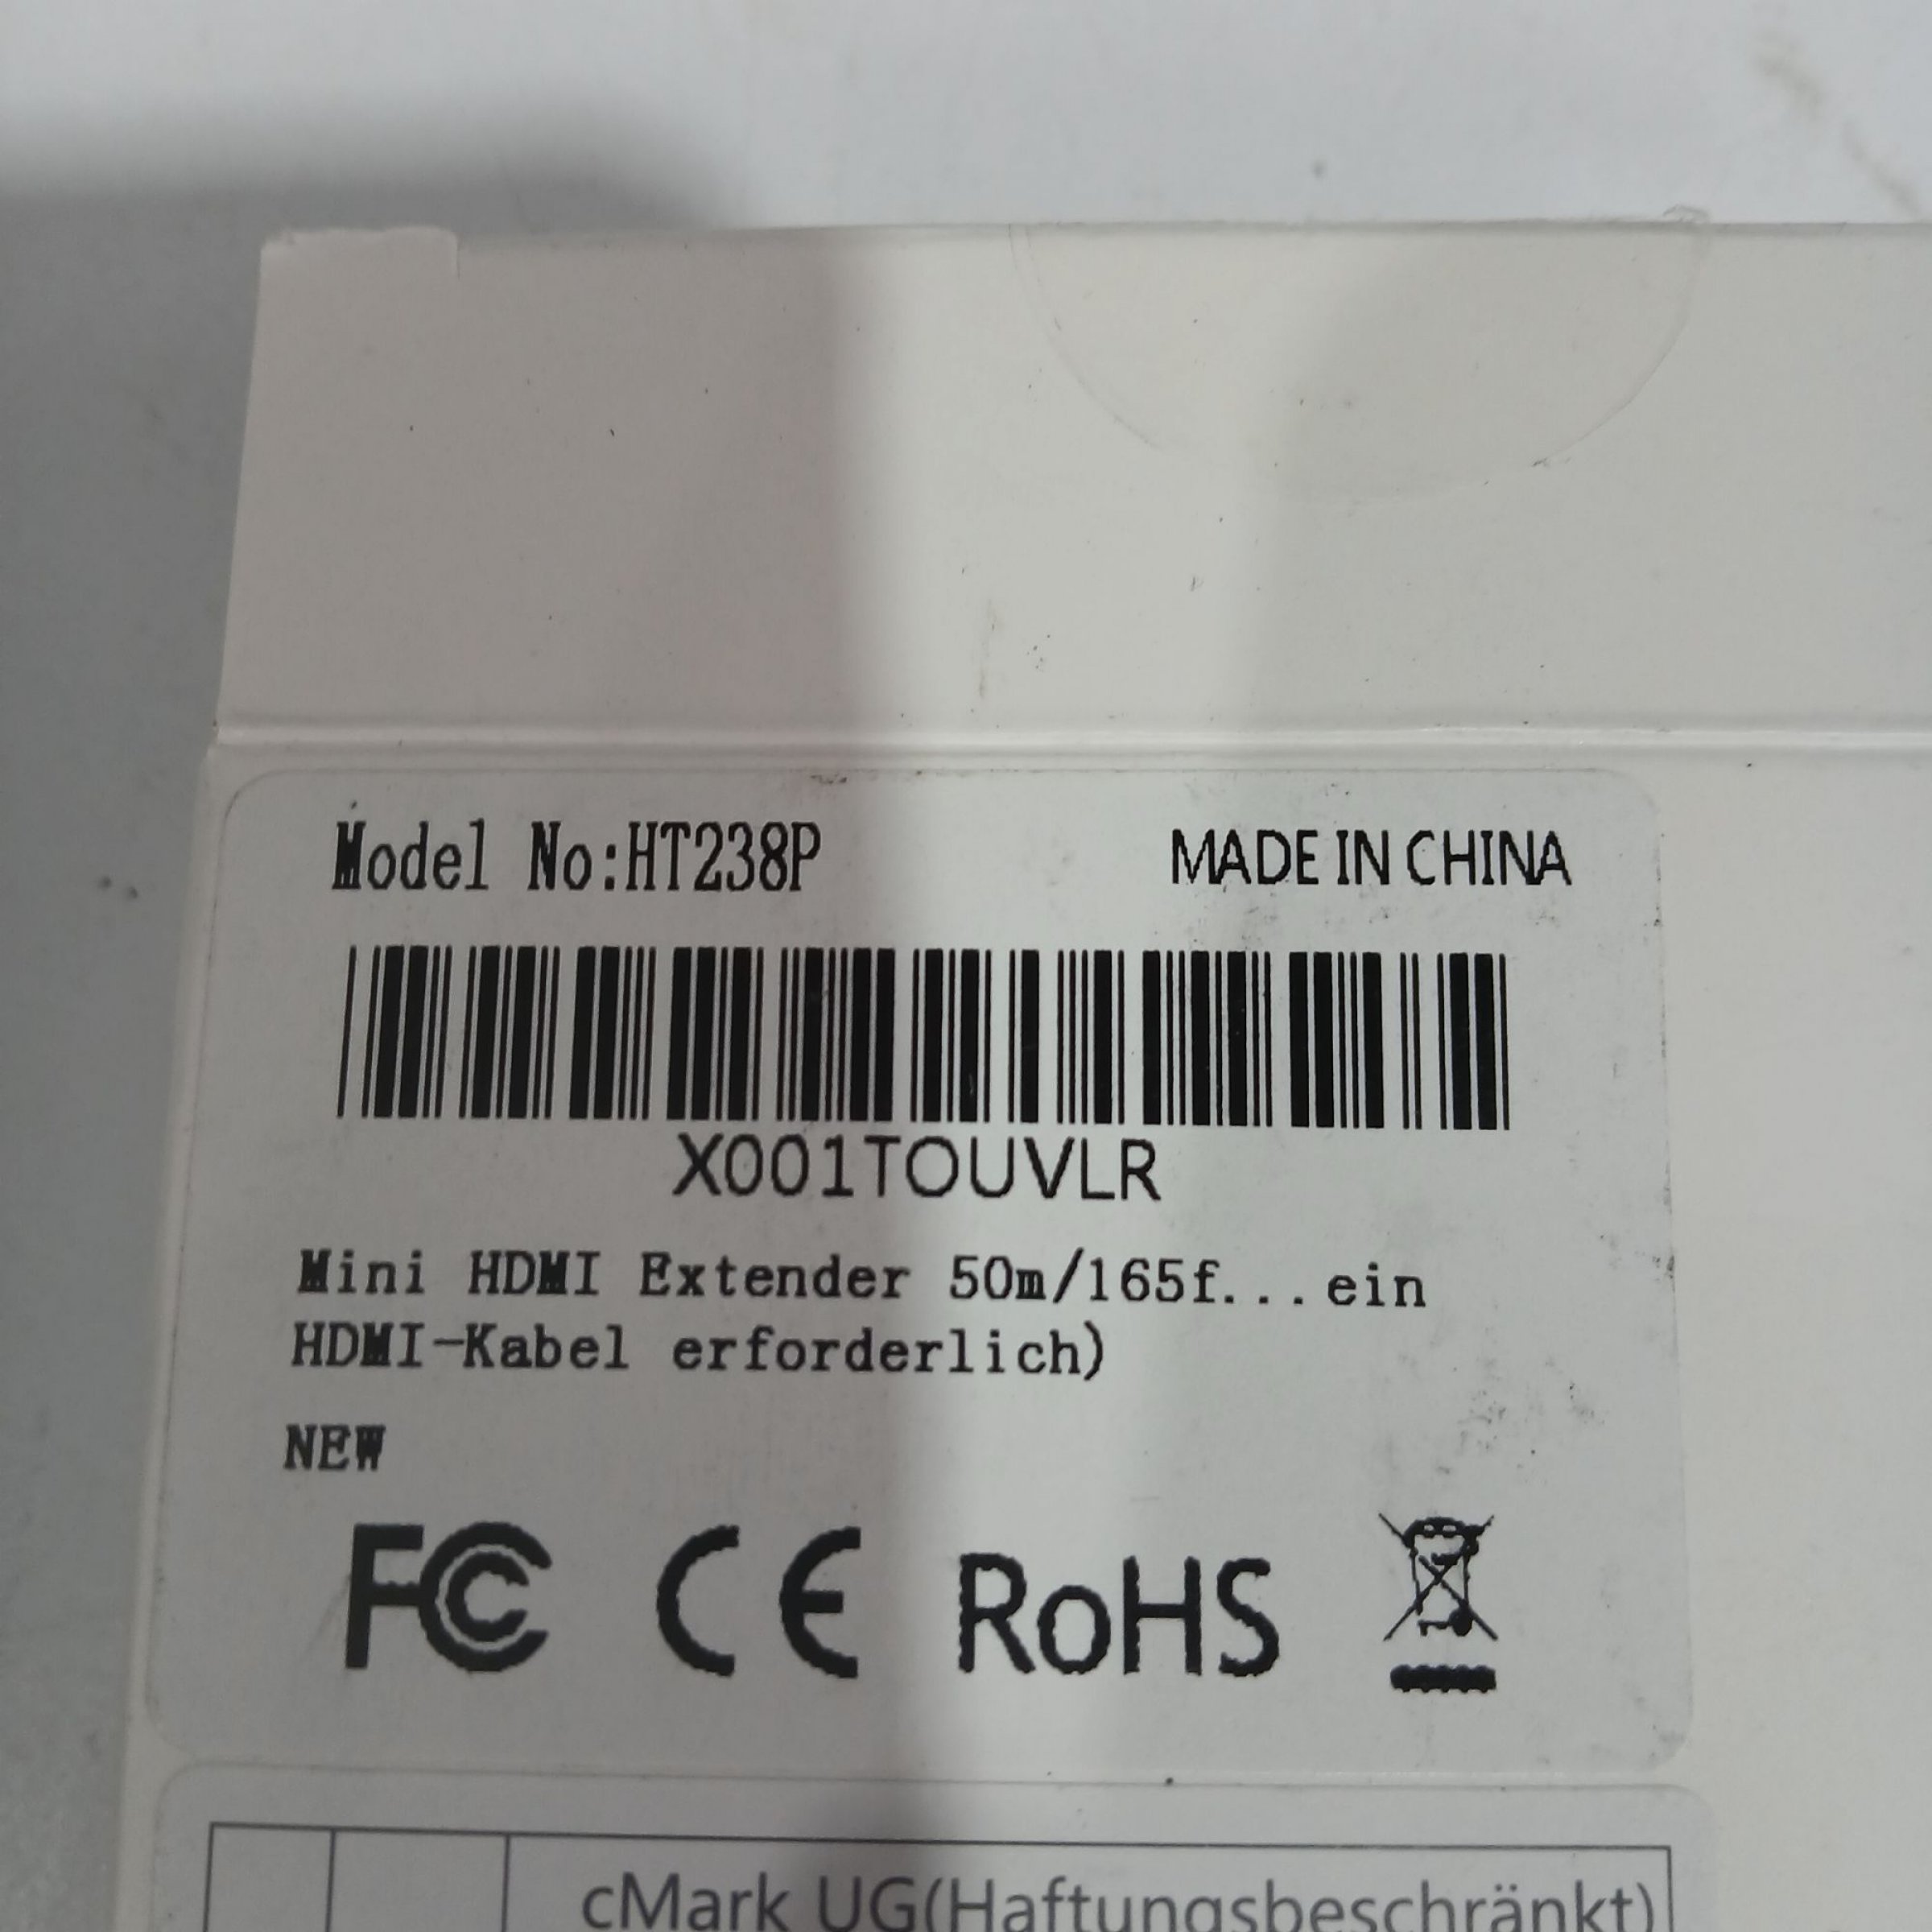 Model No:HT238P
MADE IN CHINA
X001TOUVLR
Mini HDMI Extender 50m/165f...ein
HDMI-Kabel erforderlich)
NEW
FC CE RoHS
cMark UG(Haftungsbeschränkt)